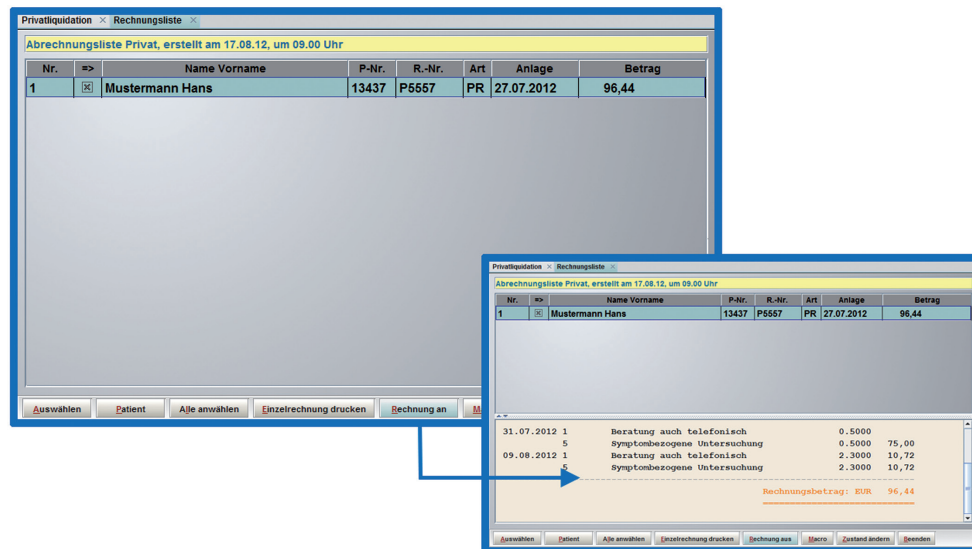 Privatliquidation × Rechnungsliste ×
Abrechnungsliste Privat, erstellt am 17.08.12, um 09.00 Uhr
Nr. => Name Vorname P-Nr. R.-Nr. Art Anlage Betrag
1 Mustermann Hans 13437 P5557 PR 27.07.2012 96,44
Auswählen Patient Alle anwählen Einzelrechnung drucken Rechnung an M
Privatliquidation × Rechnungsliste ×
Abrechnungsliste Privat, erstellt am 17.08.12, um 09.00 Uhr
Nr. => Name Vorname P-Nr. R.-Nr. Art Anlage Betrag
1 Mustermann Hans 13437 P5557 PR 27.07.2012 96,44
31.07.2012 1 Beratung auch telefonisch 0.5000
5 Symptombezogene Untersuchung 0.5000 75,00
09.08.2012 1 Beratung auch telefonisch 2.3000 10,72
5 Symptombezogene Untersuchung 2.3000 10,72
Rechnungsbetrag: EUR 96,44
Auswählen Patient Alle anwählen Einzelrechnung drucken Rechnung aus Macro Zustand ändern Beenden